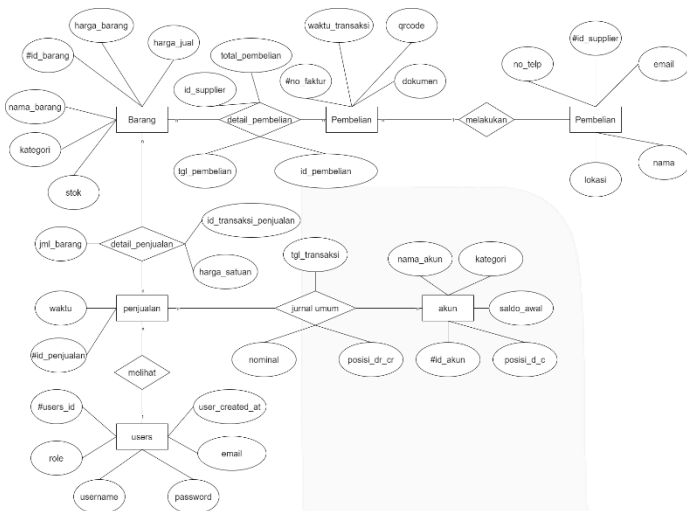 harga_barang
waktu_transaksi
qrcode
#id_supplier
harga_jual
#id_barang
total_pembelian
no_telp
email
id_supplier
#no_faktur
dokumen
nama_barang
Barang
detail_pembelian
Pembelian
melakukan
Pembelian
kategori
tgl_pembelian
id_pembelian
nama
stok
lokasi
id_transaksi_penjualan
jml_barang
detail_penjualan
tgl_transaksi
nama_akun
kategori
harga_satuan
waktu
penjualan
jurnal umum
akun
saldo_awal
#id_penjualan
nominal
posisi_dr_cr
#id_akun
posisi_d_c
melihat
#users_id
user_created_at
users
role
email
username
password